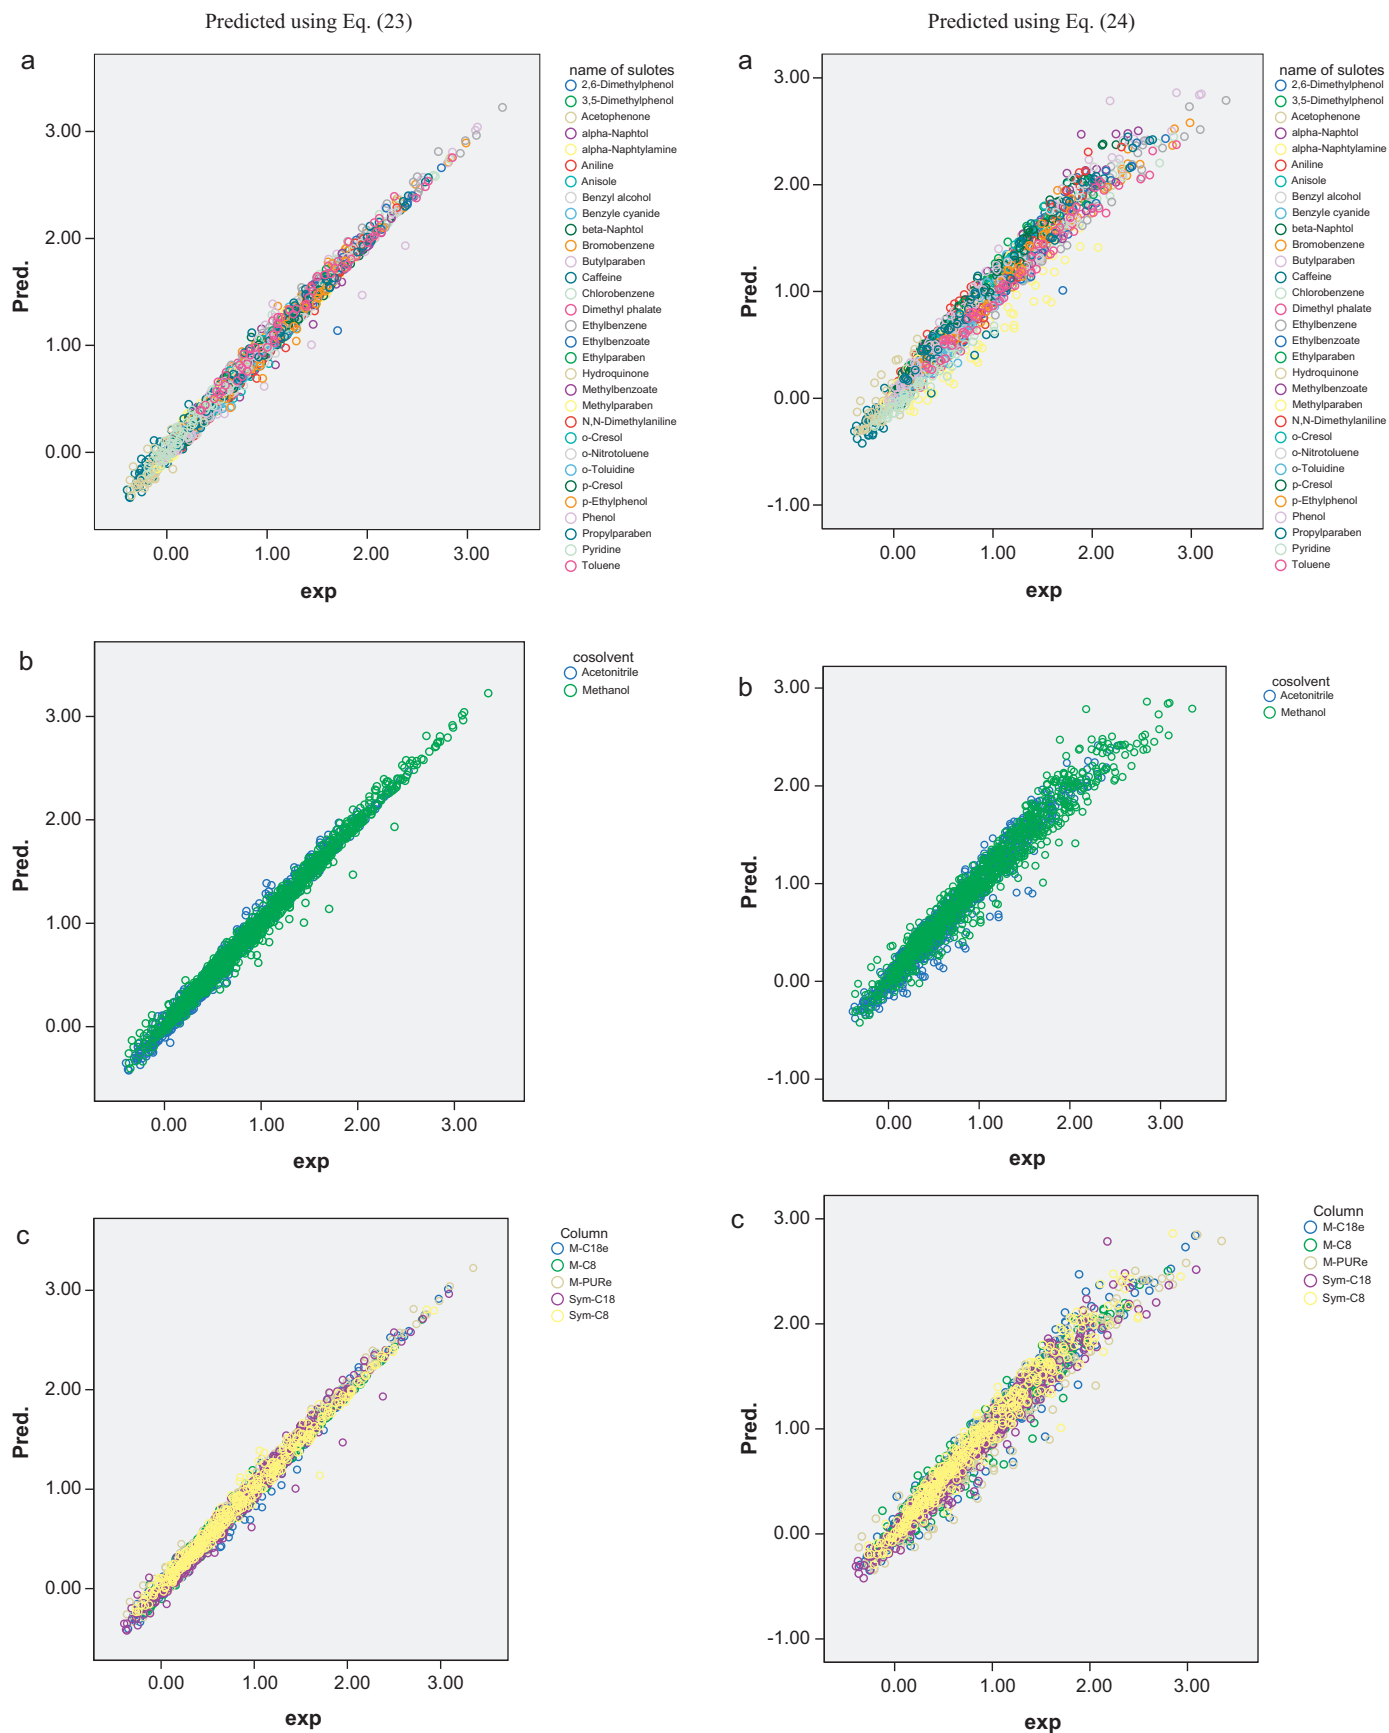 Predicted using Eq. (23)
Predicted using Eq. (24)
a
3.00
2.00
1.00
0.00
Pred.
0.00 1.00 2.00 3.00
exp
name of sulotes
2,6-Dimethylphenol
3,5-Dimethylphenol
Acetophenone
alpha-Naphtol
alpha-Naphtylamine
Aniline
Anisole
Benzyl alcohol
Benzyle cyanide
beta-Naphtol
Bromobenzene
Butylparaben
Caffeine
Chlorobenzene
Dimethyl phalate
Ethylbenzene
Ethylbenzoate
Ethylparaben
Hydroquinone
Methylbenzoate
Methylparaben
N,N-Dimethylaniline
o-Cresol
o-Nitrotoluene
o-Toluidine
p-Cresol
p-Ethylphenol
Phenol
Propylparaben
Pyridine
Toluene
a
3.00
2.00
1.00
0.00
-1.00
Pred.
0.00 1.00 2.00 3.00
exp
name of sulotes
2,6-Dimethylphenol
3,5-Dimethylphenol
Acetophenone
alpha-Naphtol
alpha-Naphtylamine
Aniline
Anisole
Benzyl alcohol
Benzyle cyanide
beta-Naphtol
Bromobenzene
Butylparaben
Caffeine
Chlorobenzene
Dimethyl phalate
Ethylbenzene
Ethylbenzoate
Ethylparaben
Hydroquinone
Methylbenzoate
Methylparaben
N,N-Dimethylaniline
o-Cresol
o-Nitrotoluene
o-Toluidine
p-Cresol
p-Ethylphenol
Phenol
Propylparaben
Pyridine
Toluene
b
3.00
2.00
1.00
0.00
Pred.
0.00 1.00 2.00 3.00
exp
cosolvent
Acetonitrile
Methanol
b
3.00
2.00
1.00
0.00
-1.00
Pred.
0.00 1.00 2.00 3.00
exp
cosolvent
Acetonitrile
Methanol
c
3.00
2.00
1.00
0.00
Pred.
0.00 1.00 2.00 3.00
exp
Column
M-C18e
M-C8
M-PURe
Sym-C18
Sym-C8
c
3.00
2.00
1.00
0.00
-1.00
Pred.
0.00 1.00 2.00 3.00
exp
Column
M-C18e
M-C8
M-PURe
Sym-C18
Sym-C8